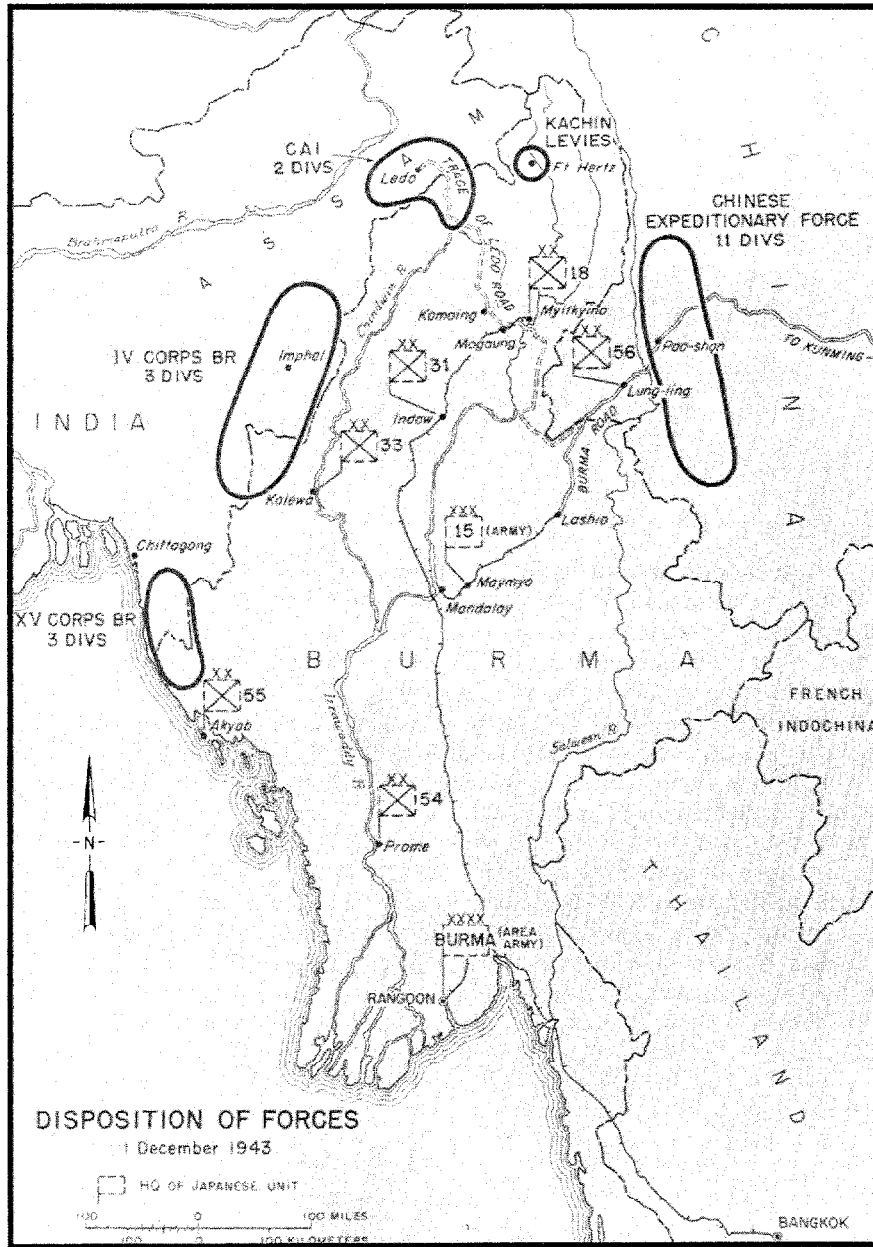 C
H
I
N
A
KACHIN
LEVIES
Ft Hertz
CAI
2 DIVS
Ledo
TRACE
of LEDO ROAD
A
S
S
A
M
Brahmaputra R
CHINESE
EXPEDITIONARY FORCE
11 DIVS
XX
18
Chindwin R
Kamaing
Myitkyina
Mogaung
XX
56
Pao-shan
TO KUNMING
IV CORPS BR
3 DIVS
Imphal
XX
31
Lung-ling
INDIA
Indaw
XX
33
BURMA ROAD
Kalewa
XXX
15 (ARMY)
Lashio
Chittagong
Maymyo
Mandalay
XV CORPS BR
3 DIVS
BURMA
XX
55
Akyab
FRENCH
INDOCHINA
Irrawaddy R
Salween R
XX
54
Prome
-N-
THAILAND
XXXX
BURMA (AREA
ARMY)
RANGOON
DISPOSITION OF FORCES
1 December 1943
HQ OF JAPANESE UNIT
100 0 100 MILES
100 0 100 KILOMETERS
BANGKOK